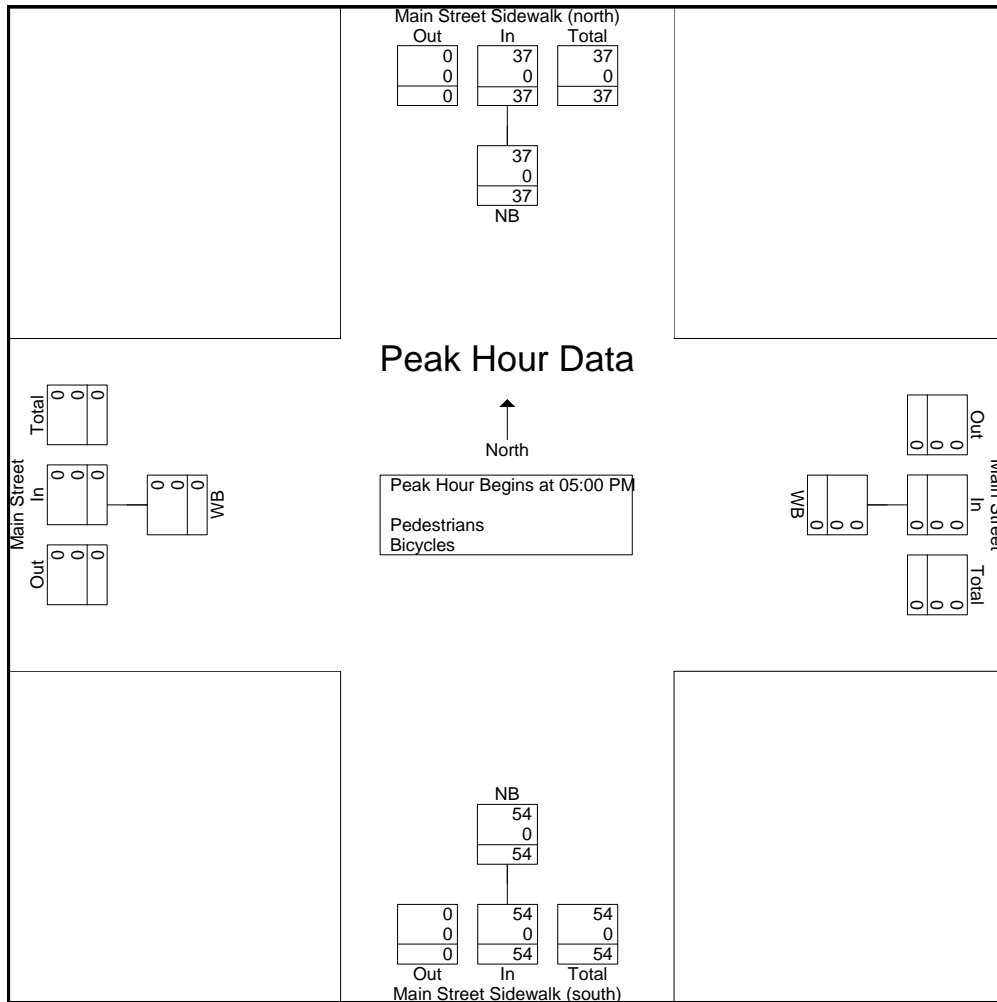 Main Street Sidewalk (north)
Out In Total
0 37 37
0 0 0
0 37 37
37
0
37
NB
Peak Hour Data
North
Peak Hour Begins at 05:00 PM
Pedestrians
Bicycles
Main Street
Out In Total
0 0 0
0 0 0
0 0 0
WB
0
0
0
Main Street
Out In Total
0 0 0
0 0 0
0 0 0
WB
0
0
0
NB
54
0
54
0 54 54
0 0 0
0 54 54
Out In Total
Main Street Sidewalk (south)